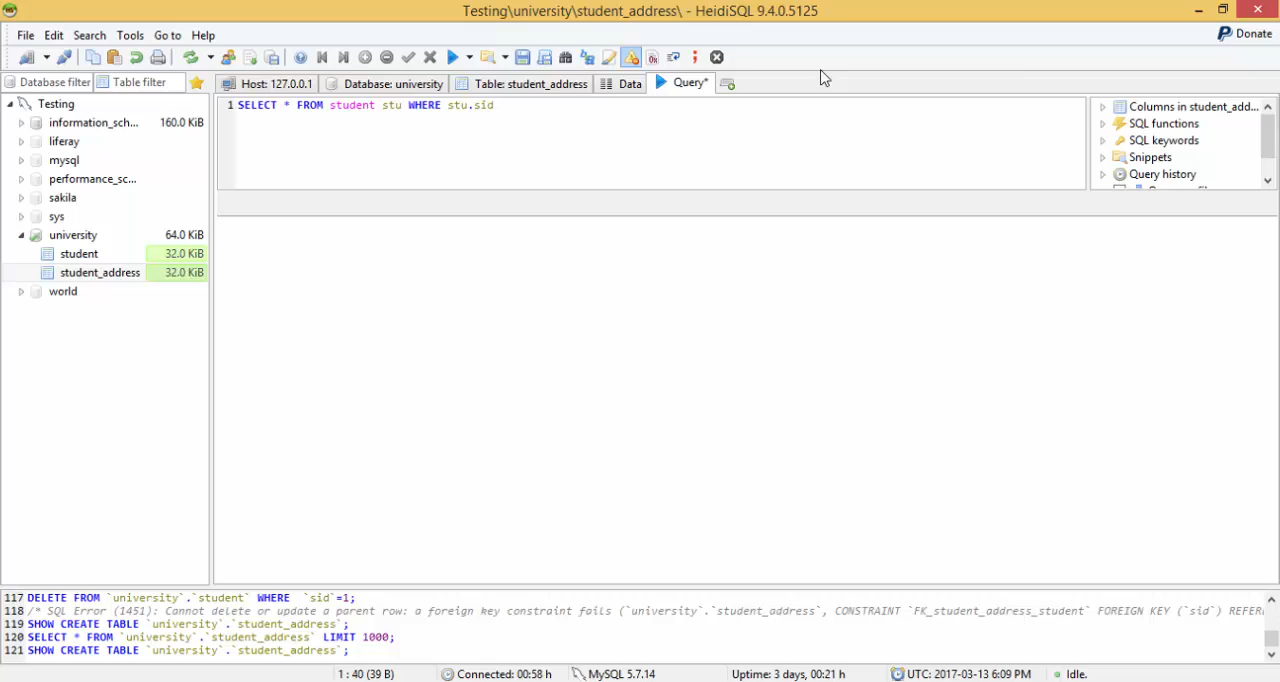 Testing\university\student_address\ - HeidiSQL 9.4.0.5125
File Edit Search Tools Go to Help
Donate
Database filter Table filter
Host: 127.0.0.1 Database: university Table: student_address Data Query*
Testing
information_sch... 160.0 KiB
liferay
mysql
performance_sc...
sakila
sys
university 64.0 KiB
student 32.0 KiB
student_address 32.0 KiB
world
1 SELECT * FROM student stu WHERE stu.sid
Columns in student_add...
SQL functions
SQL keywords
Snippets
Query history
117 DELETE FROM `university`.`student` WHERE `sid`=1;
118 /* SQL Error (1451): Cannot delete or update a parent row: a foreign key constraint fails (`university`.`student_address`, CONSTRAINT `FK_student_address_student` FOREIGN KEY (`sid`) REFER
119 SHOW CREATE TABLE `university`.`student_address`;
120 SELECT * FROM `university`.`student_address` LIMIT 1000;
121 SHOW CREATE TABLE `university`.`student_address`;
1 : 40 (39 B) Connected: 00:58 h MySQL 5.7.14 Uptime: 3 days, 00:21 h UTC: 2017-03-13 6:09 PM Idle.